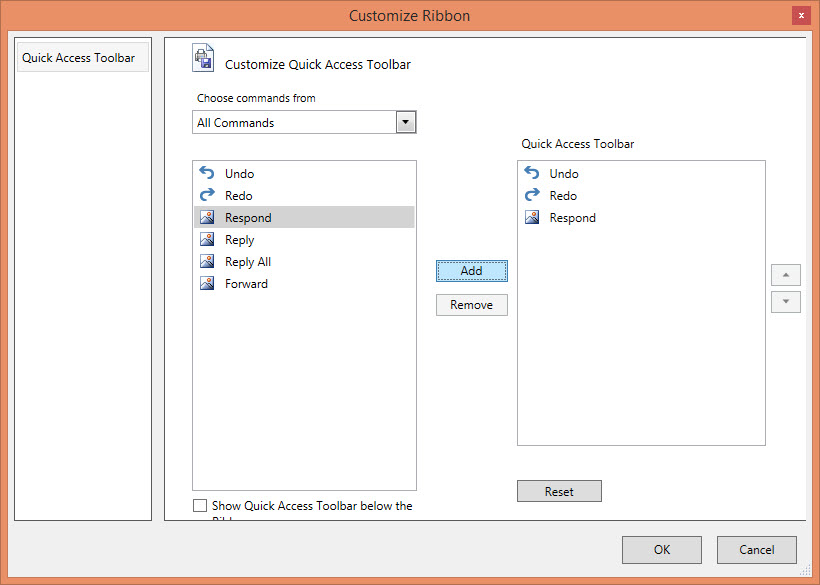 Customize Ribbon
x
Quick Access Toolbar
Customize Quick Access Toolbar
Choose commands from
All Commands
Undo
Redo
Respond
Reply
Reply All
Forward
Show Quick Access Toolbar below the
Add
Remove
Quick Access Toolbar
Undo
Redo
Respond
Reset
OK
Cancel